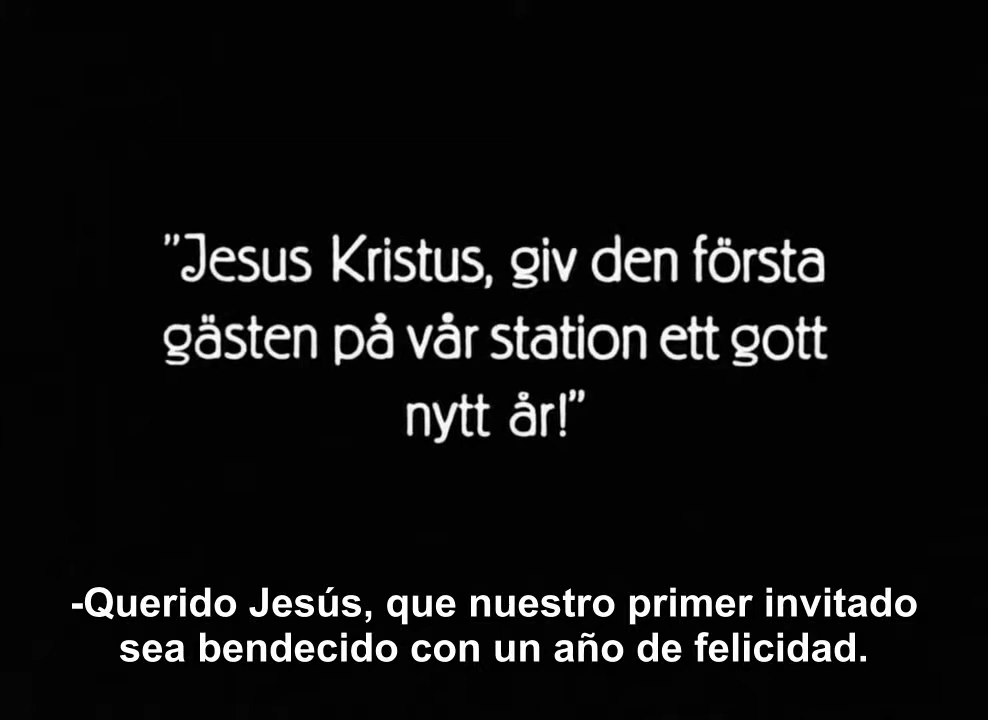 ”Jesus Kristus, giv den första
gästen på vår station ett gott
nytt år!”
-Querido Jesús, que nuestro primer invitado
sea bendecido con un año de felicidad.